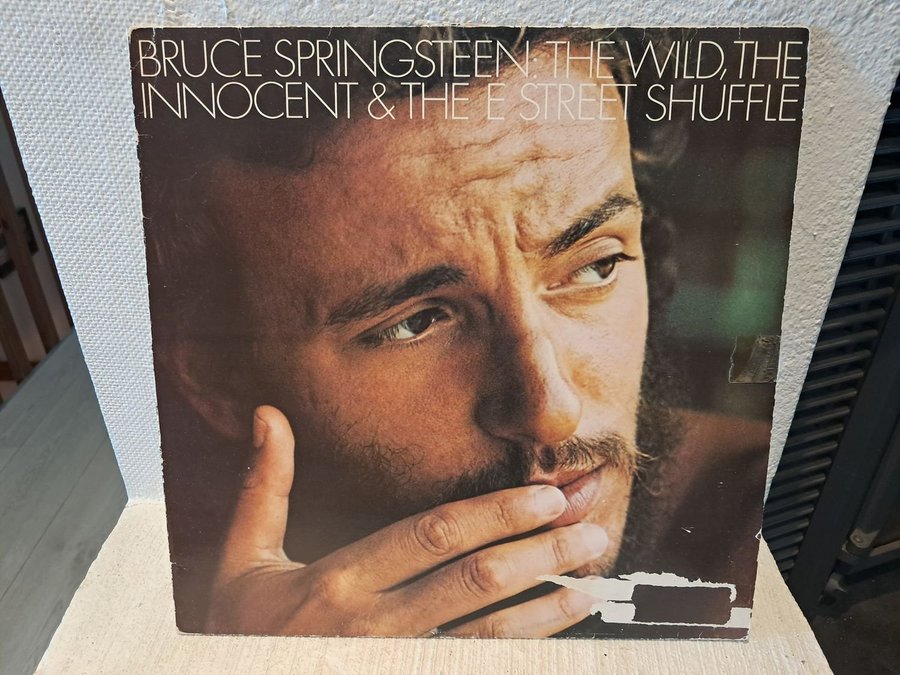 BRUCE SPRINGSTEEN: THE WILD, THE
INNOCENT & THE E STREET SHUFFLE